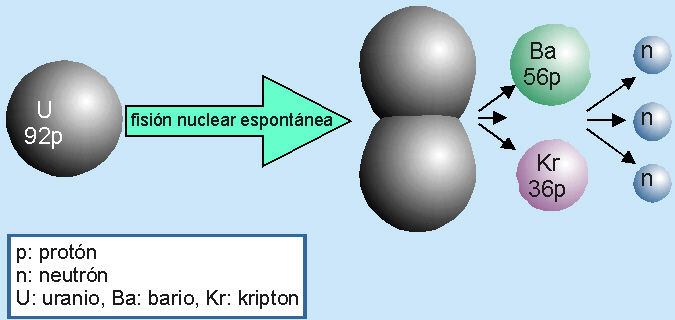 U
92p
fisión nuclear espontánea
Ba
56p
Kr
36p
n
n
n
p: protón
n: neutrón
U: uranio, Ba: bario, Kr: kripton